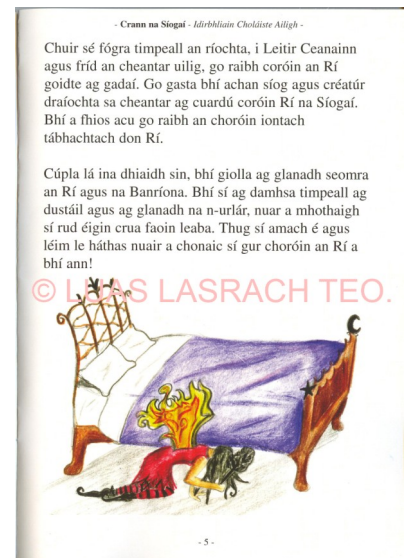 - Crann na Síogaí - Idirbhliain Choláiste Ailigh -
Chuir sé fógra timpeall an ríochta, i Leitir Ceanainn
agus fríd an cheantar uilig, go raibh coróin an Rí
goidte ag gadaí. Go gasta bhí achan síog agus créatúr
draíochta sa cheantar ag cuardú coróin Rí na Síogaí.
Bhí a fhios acu go raibh an choróin iontach
tábhachtach don Rí.
Cúpla lá ina dhiaidh sin, bhí giolla ag glanadh seomra
an Rí agus na Banríona. Bhí sí ag damhsa timpeall ag
dustáil agus ag glanadh na n-urlár, nuar a mhothaigh
sí rud éigin crua faoin leaba. Thug sí amach é agus
léim le háthas nuair a chonaic sí gur choróin an Rí a
bhí ann!
© LUAS LASRACH TEO.
- 5 -